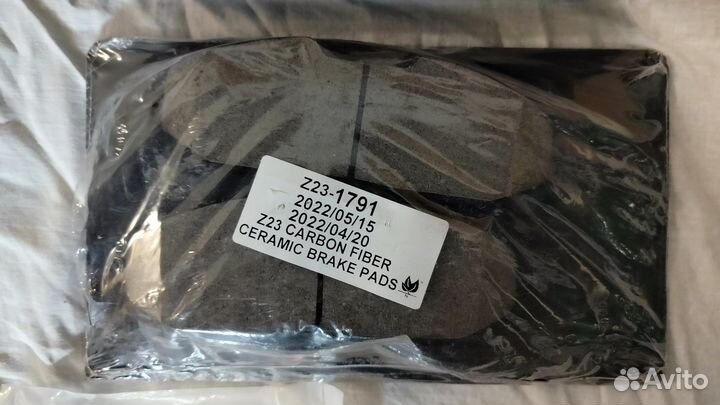 Z23-1791
2022/05/15
2022/04/20
Z23 CARBON FIBER
CERAMIC BRAKE PADS
Avito